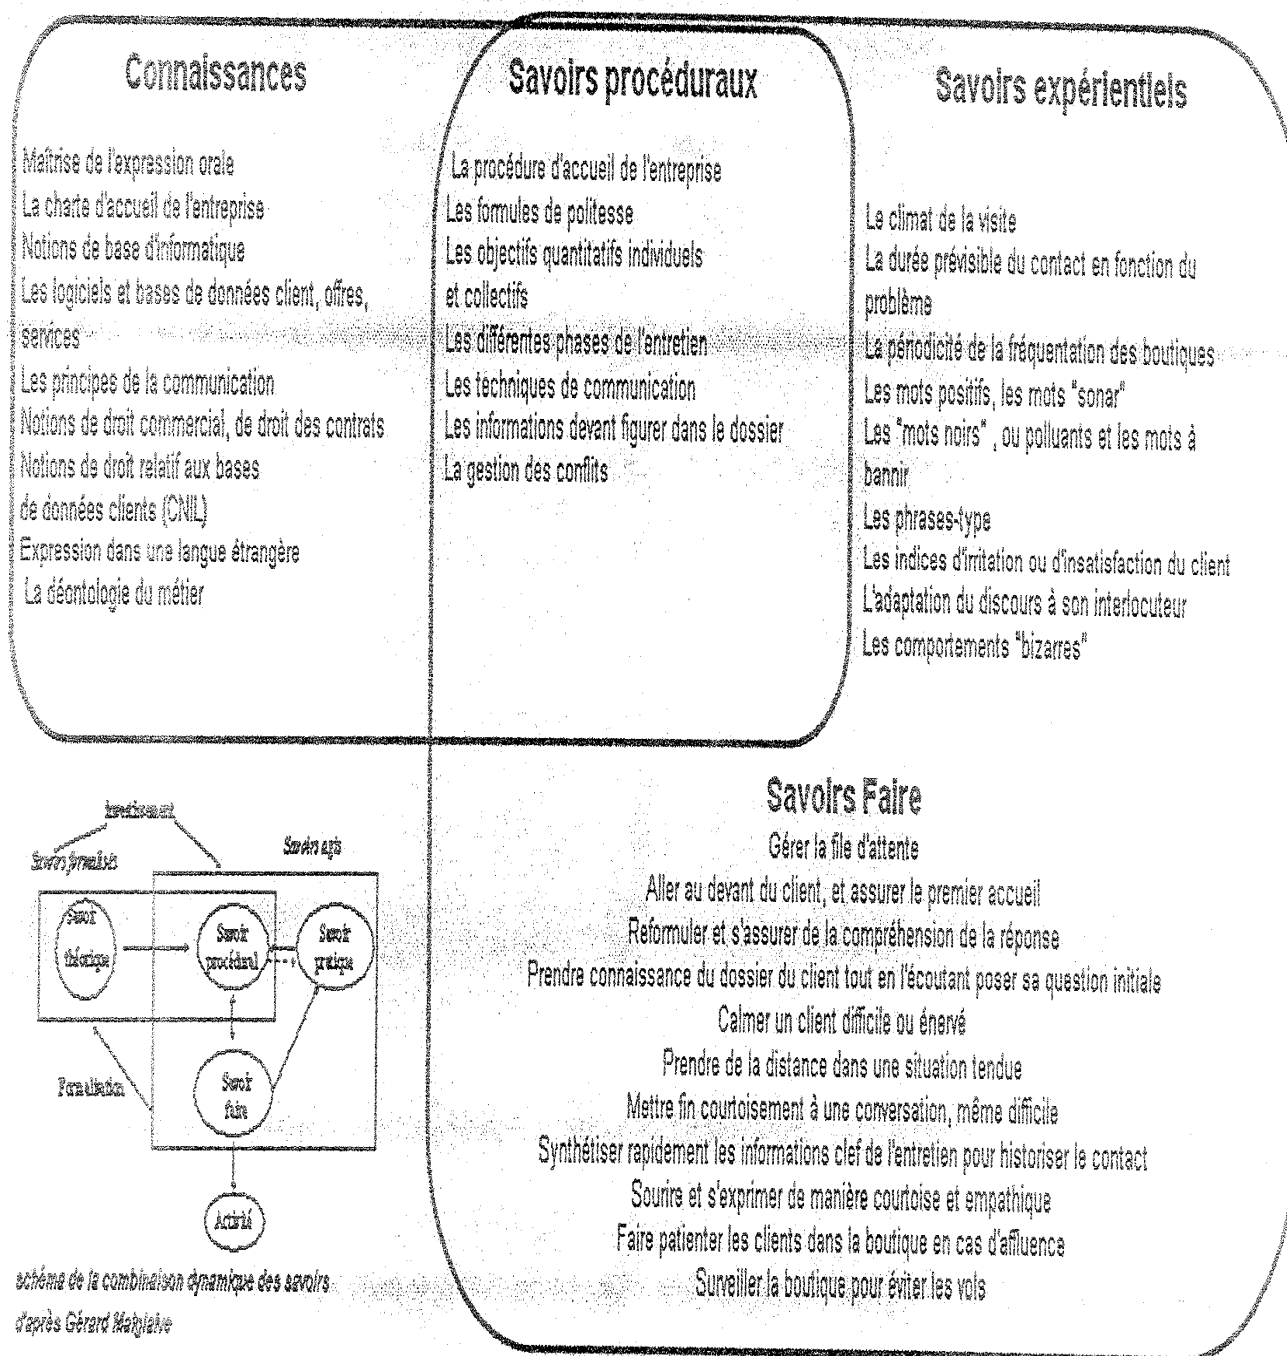 Connaissances
Maîtrise de l'expression orale
La charte d'accueil de l'entreprise
Notions de base d'informatique
Les logiciels et bases de données client, offres,
services
Les principes de la communication
Notions de droit commercial, de droit des contrats
Notions de droit relatif aux bases
de données clients (CNIL)
Expression dans une langue étrangère
La déontologie du métier
Savoirs procéduraux
La procédure d'accueil de l'entreprise
Les formules de politesse
Les objectifs quantitatifs individuels
et collectifs
Les différentes phases de l'entretien
Les techniques de communication
Les informations devant figurer dans le dossier
La gestion des conflits
Savoirs expérientiels
Le climat de la visite
La durée prévisible du contact en fonction du
problème
La périodicité de la fréquentation des boutiques
Les mots positifs, les mots "sonar"
Les "mots noirs" , ou polluants et les mots à
bannir
Les phrases-type
Les indices d'irritation ou d'insatisfaction du client
L'adaptation du discours à son interlocuteur
Les comportements "bizarres"
Savoirs Faire
Gérer la file d'attente
Aller au devant du client, et assurer le premier accueil
Reformuler et s'assurer de la compréhension de la réponse
Prendre connaissance du dossier du client tout en l'écoutant poser sa question initiale
Calmer un client difficile ou énervé
Prendre de la distance dans une situation tendue
Mettre fin courtoisement à une conversation, même difficile
Synthétiser rapidement les informations clef de l'entretien pour historiser le contact
Sourire et s'exprimer de manière courtoise et empathique
Faire patienter les clients dans la boutique en cas d'affluence
Surveiller la boutique pour éviter les vols
Investissement
Savoirs formalisés
Savoirs agis
Savoir
théorique
Savoir
procédural
Savoir
pratique
Formalisation
Savoir
faire
Activité
schéma de la combinaison dynamique des savoirs
d'après Gérard Malglaive